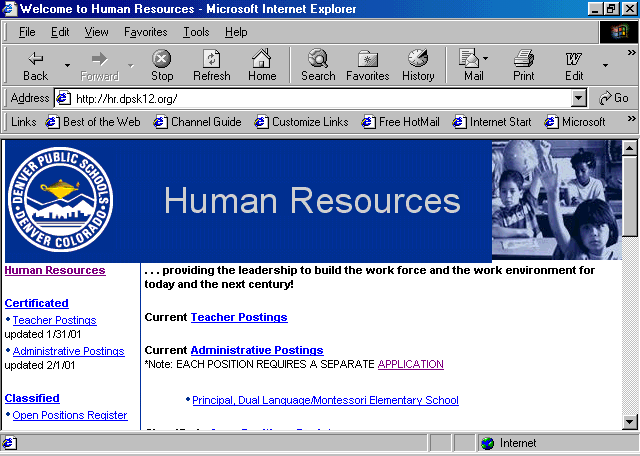 Welcome to Human Resources - Microsoft Internet Explorer
File Edit View Favorites Tools Help
Back Forward Stop Refresh Home Search Favorites History Mail Print Edit
Address http://hr.dpsk12.org/ Go
Links Best of the Web Channel Guide Customize Links Free HotMail Internet Start Microsoft
DENVER PUBLIC SCHOOLS
DENVER COLORADO
Human Resources
Human Resources
. . . providing the leadership to build the work force and the work environment for
today and the next century!
Certificated
Teacher Postings
updated 1/31/01
Administrative Postings
updated 2/1/01
Classified
Open Positions Register
Current Teacher Postings
Current Administrative Postings
*Note: EACH POSITION REQUIRES A SEPARATE APPLICATION
Principal, Dual Language/Montessori Elementary School
Internet